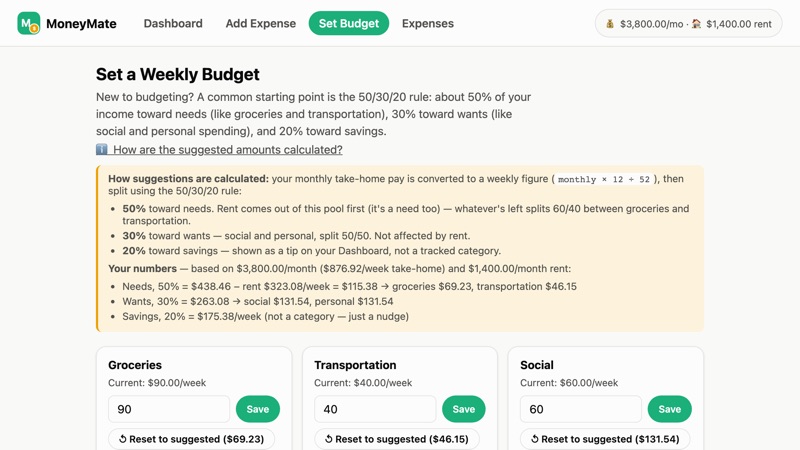 MoneyMate
Dashboard
Add Expense
Set Budget
Expenses
$3,800.00/mo · $1,400.00 rent
Set a Weekly Budget
New to budgeting? A common starting point is the 50/30/20 rule: about 50% of your
income toward needs (like groceries and transportation), 30% toward wants (like
social and personal spending), and 20% toward savings.
ℹ️ How are the suggested amounts calculated?
How suggestions are calculated: your monthly take-home pay is converted to a weekly figure ( monthly × 12 ÷ 52 ), then
split using the 50/30/20 rule:
• 50% toward needs. Rent comes out of this pool first (it's a need too) — whatever's left splits 60/40 between groceries and
transportation.
• 30% toward wants — social and personal, split 50/50. Not affected by rent.
• 20% toward savings — shown as a tip on your Dashboard, not a tracked category.
Your numbers — based on $3,800.00/month ($876.92/week take-home) and $1,400.00/month rent:
• Needs, 50% = $438.46 − rent $323.08/week = $115.38 → groceries $69.23, transportation $46.15
• Wants, 30% = $263.08 → social $131.54, personal $131.54
• Savings, 20% = $175.38/week (not a category — just a nudge)
Groceries
Current: $90.00/week
90
Save
↺ Reset to suggested ($69.23)
Transportation
Current: $40.00/week
40
Save
↺ Reset to suggested ($46.15)
Social
Current: $60.00/week
60
Save
↺ Reset to suggested ($131.54)